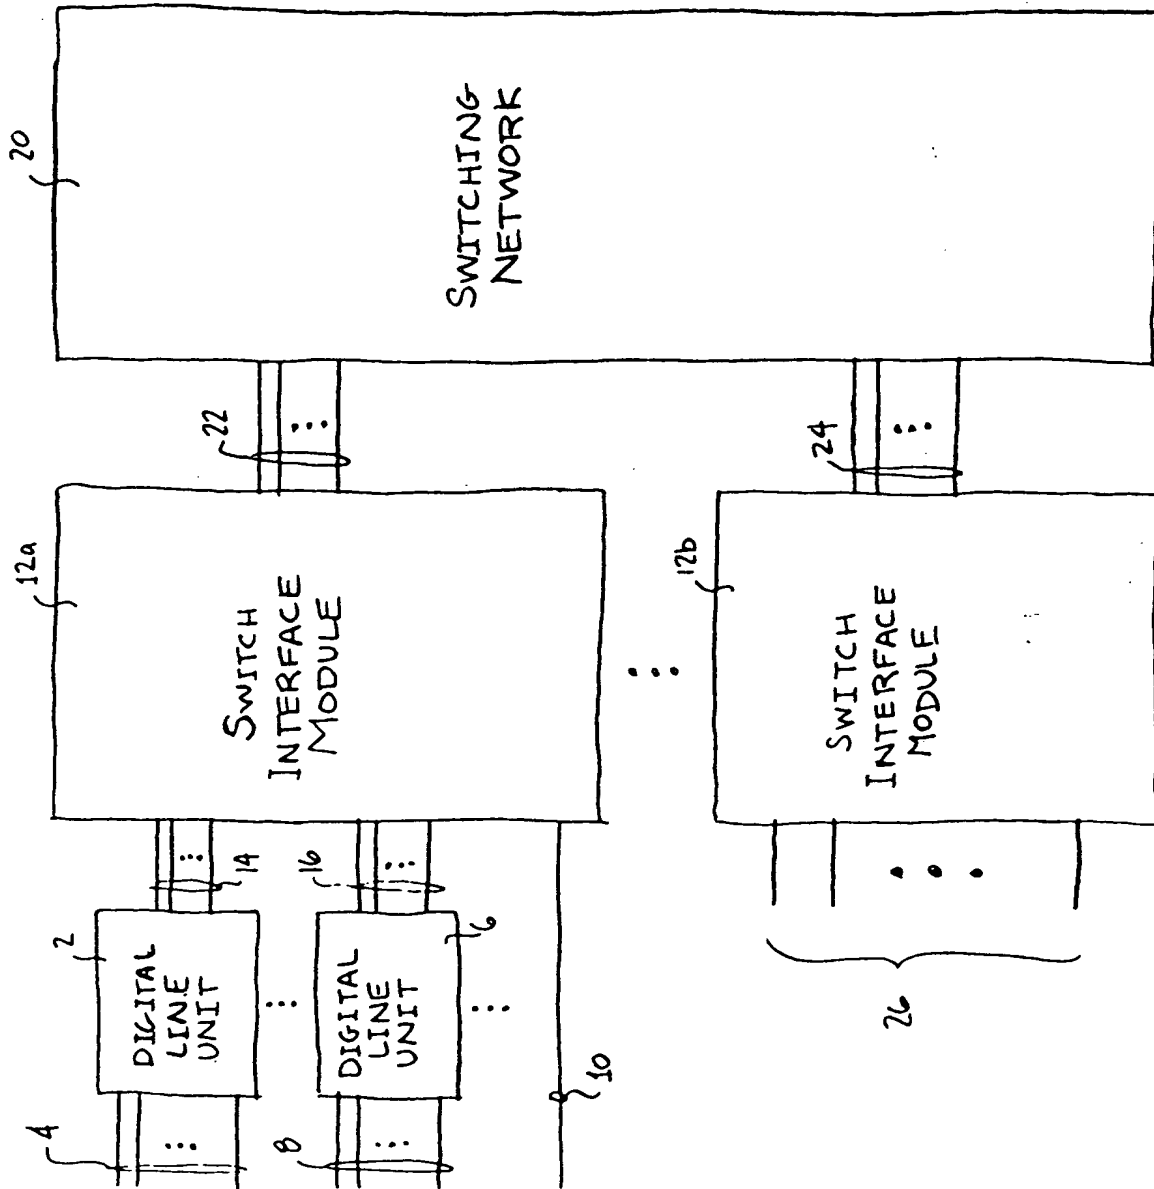 20
SWITCHING
NETWORK
22
24
12a
SWITCH
INTERFACE
MODULE
12b
SWITCH
INTERFACE
MODULE
14
16
2
DIGITAL
LINE
UNIT
6
DIGITAL
LINE
UNIT
4
8
10
26